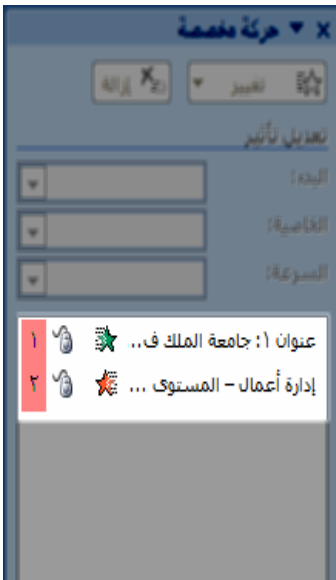 حركة مخصصة
تغيير
إزالة
تعديل تأثير
البدء:
الخاصية:
السرعة:
عنوان ١: جامعة الملك ف.. ١
إدارة أعمال – المستوى ... ٢